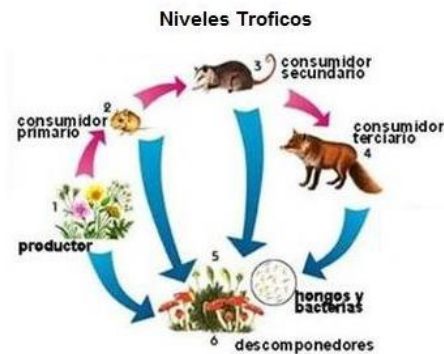 Niveles Troficos
3 consumidor
secundario
2
consumidor
primario
consumidor
terciario
4
1
productor
5
hongos y
bacterias
6 descomponedores